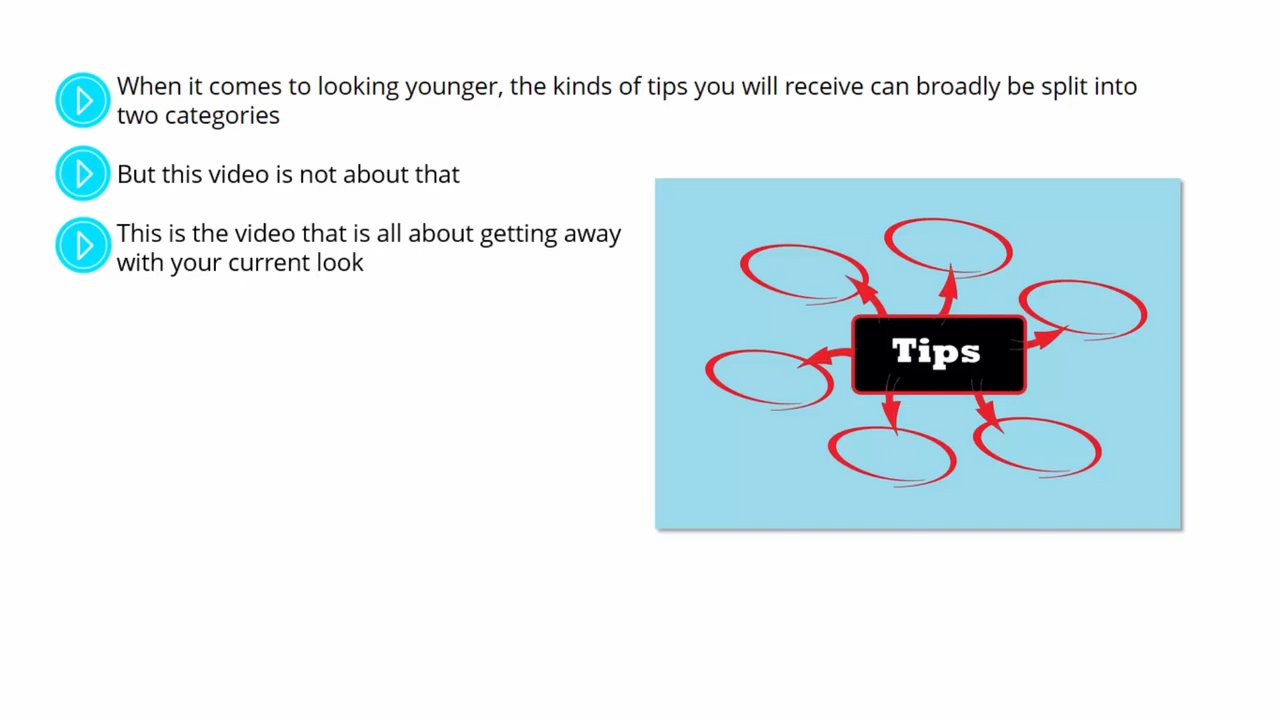 When it comes to looking younger, the kinds of tips you will receive can broadly be split into
two categories
But this video is not about that
This is the video that is all about getting away
with your current look
Tips